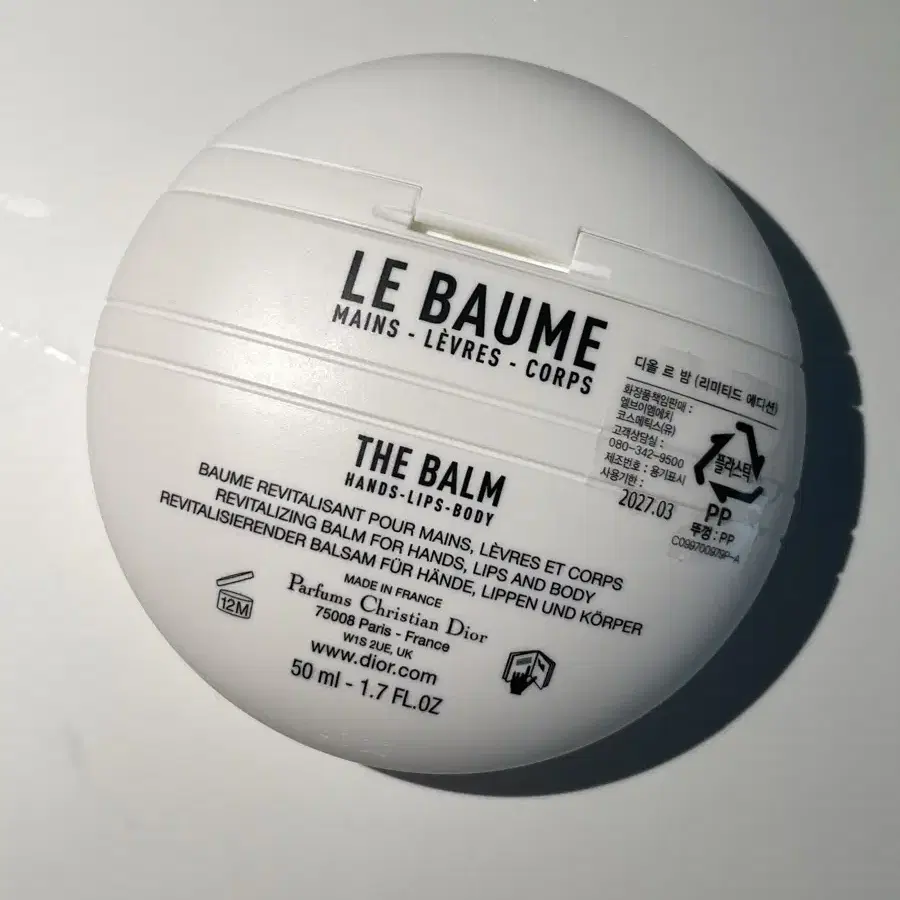 LE BAUME
MAINS - LÈVRES - CORPS
THE BALM
HANDS-LIPS-BODY
BAUME REVITALISANT POUR MAINS, LÈVRES ET CORPS
REVITALIZING BALM FOR HANDS, LIPS AND BODY
REVITALISIERENDER BALSAM FÜR HÄNDE, LIPPEN UND KÖRPER
12M
MADE IN FRANCE
Parfums Christian Dior
75008 Paris - France
W1S 2UE, UK
www.dior.com
50 ml - 1.7 FL.OZ
디올 르 밤 (리미티드 에디션)
화장품책임판매 :
엘브이엠에치
코스메틱스(유)
고객상담실 :
080-342-9500
제조번호 : 용기표시
사용기한 :
2027.03
플라스틱
PP
뚜껑 : PP
C099700979P-A